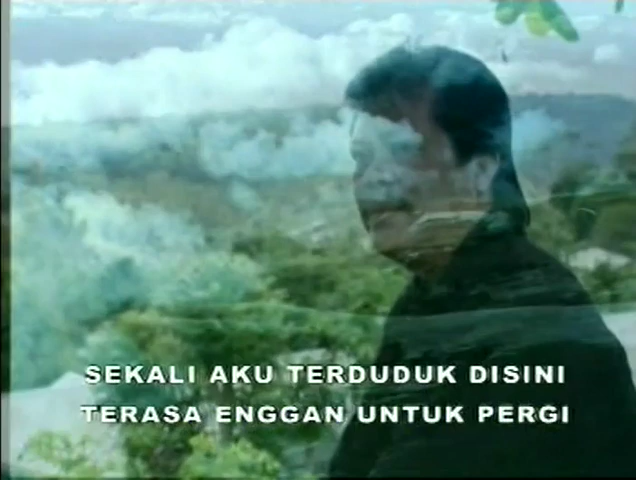 SEKALI AKU TERDUDUK DISINI
TERASA ENGGAN UNTUK PERGI